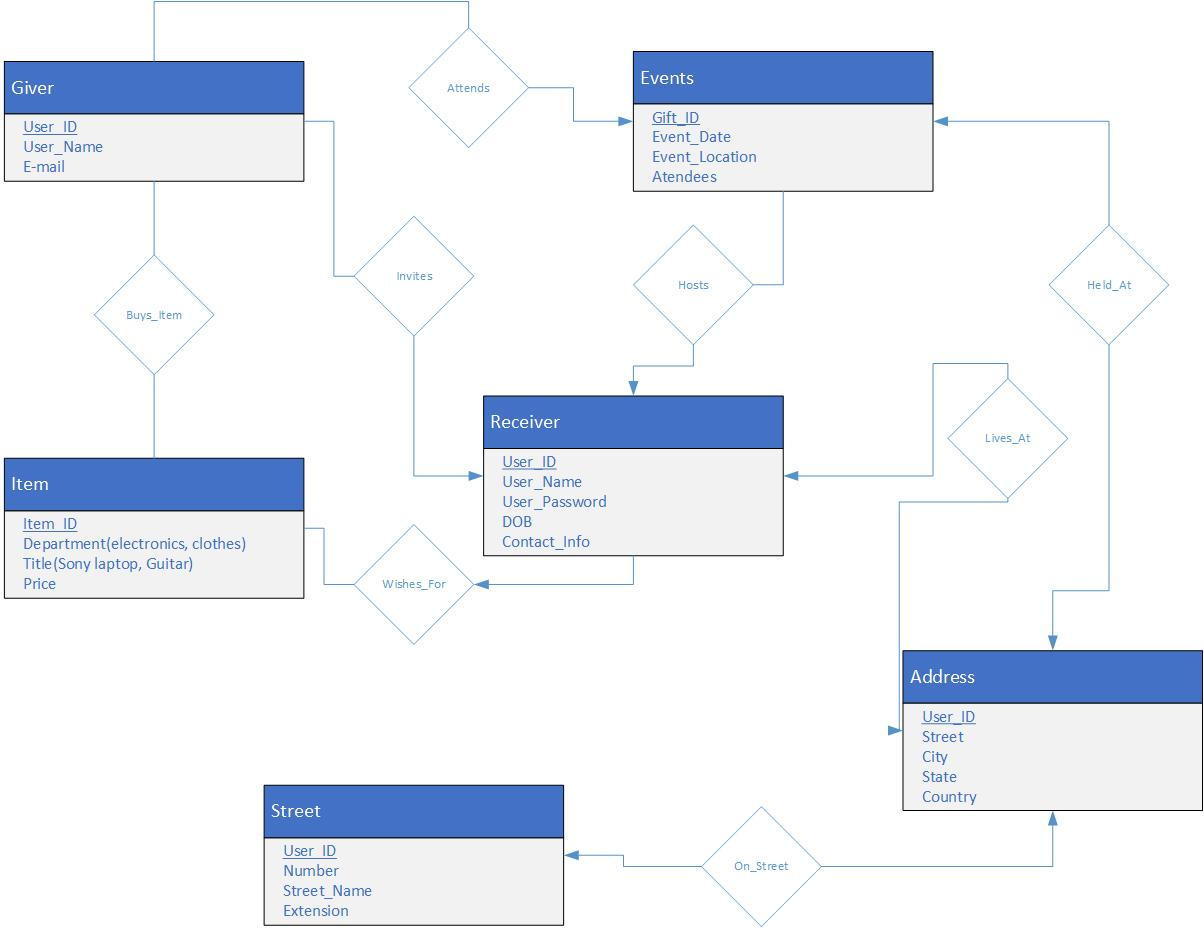 Attends
Giver
User_ID
User_Name
E-mail
Events
Gift_ID
Event_Date
Event_Location
Atendees
Invites
Hosts
Held_At
Buys_Item
Receiver
User_ID
User_Name
User_Password
DOB
Contact_Info
Lives_At
Item
Item_ID
Department(electronics, clothes)
Title(Sony laptop, Guitar)
Price
Wishes_For
Address
User_ID
Street
City
State
Country
Street
User_ID
Number
Street_Name
Extension
On_Street